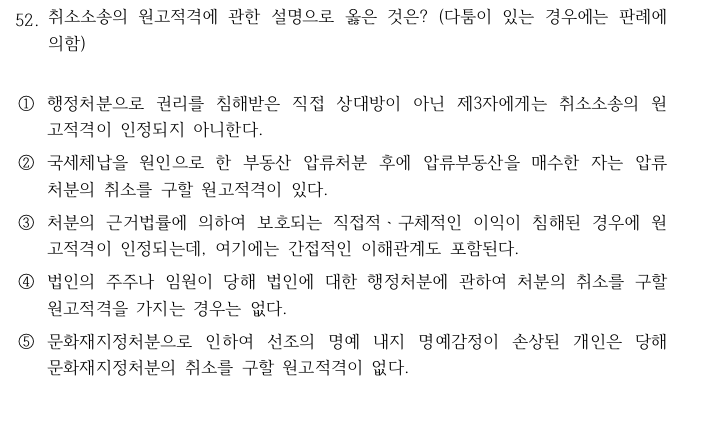 52. 취소소송의 원고적격에 관한 설명으로 옳은 것은? (다툼이 있는 경우에는 판례에
의함)
① 행정처분으로 권리를 침해받은 직접 상대방이 아닌 제3자에게는 취소소송의 원
고적격이 인정되지 아니한다.
② 국세체납을 원인으로 한 부동산 압류처분 후에 압류부동산을 매수한 자는 압류
처분의 취소를 구할 원고적격이 있다.
③ 처분의 근거법률에 의하여 보호되는 직접적ㆍ구체적인 이익이 침해된 경우에 원
고적격이 인정되는데, 여기에는 간접적인 이해관계도 포함된다.
④ 법인의 주주나 임원이 당해 법인에 대한 행정처분에 관하여 처분의 취소를 구할
원고적격을 가지는 경우는 없다.
⑤ 문화재지정처분으로 인하여 선조의 명예 내지 명예감정이 손상된 개인은 당해
문화재지정처분의 취소를 구할 원고적격이 없다.